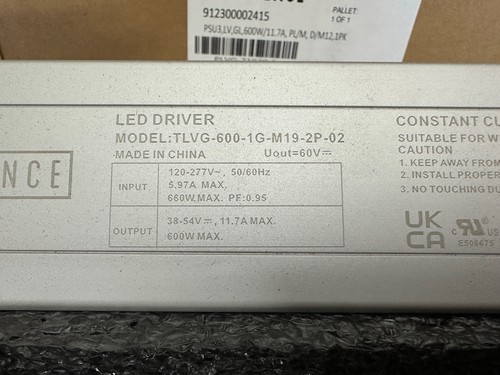 PALLET:
912300002415
1 OF 1
PSU3,LV,GL,600W/11.7A, PL/M, D/M12,1PK
LED DRIVER
MODEL:TLVG-600-1G-M19-2P-02
MADE IN CHINA Uout=60V⎓
INPUT
120-277V~, 50/60Hz
5.97A MAX.
660W.MAX. PF:0.95
OUTPUT
38-54V⎓, 11.7A MAX.
600W MAX.
NCE
CONSTANT CU
SUITABLE FOR W
CAUTION
1. KEEP AWAY FROM
2. INSTALL PROPER
3. NO TOUCHING DU
UK
CA
c RU US
E508675